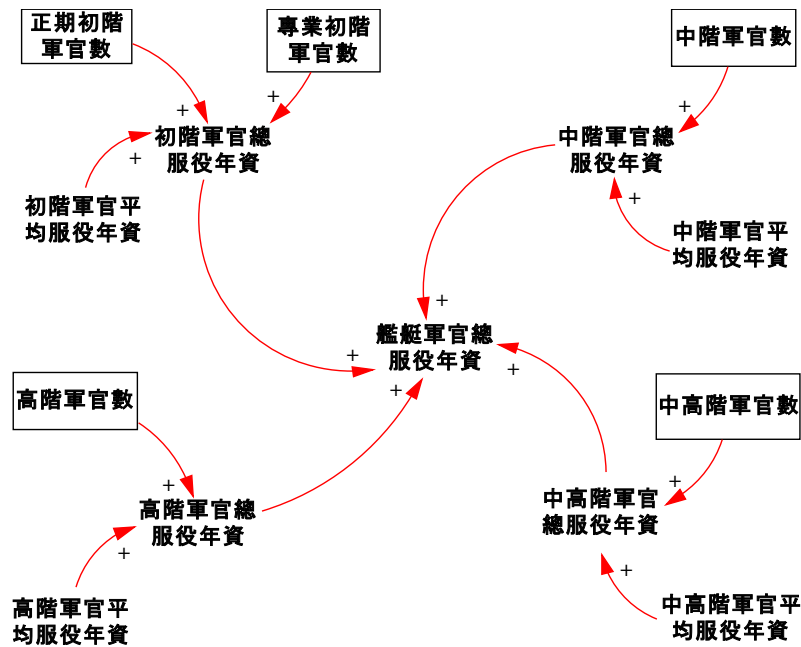 正期初階
軍官數
專業初階
軍官數
中階軍官數
+
+
+
初階軍官總
服役年資
+
中階軍官總
服役年資
+
初階軍官平
均服役年資
中階軍官平
均服役年資
+
艦艇軍官總
服役年資
+
+
+
高階軍官數
中高階軍官數
+
高階軍官總
服役年資
+
中高階軍官
總服役年資
+
+
高階軍官平
均服役年資
中高階軍官平
均服役年資